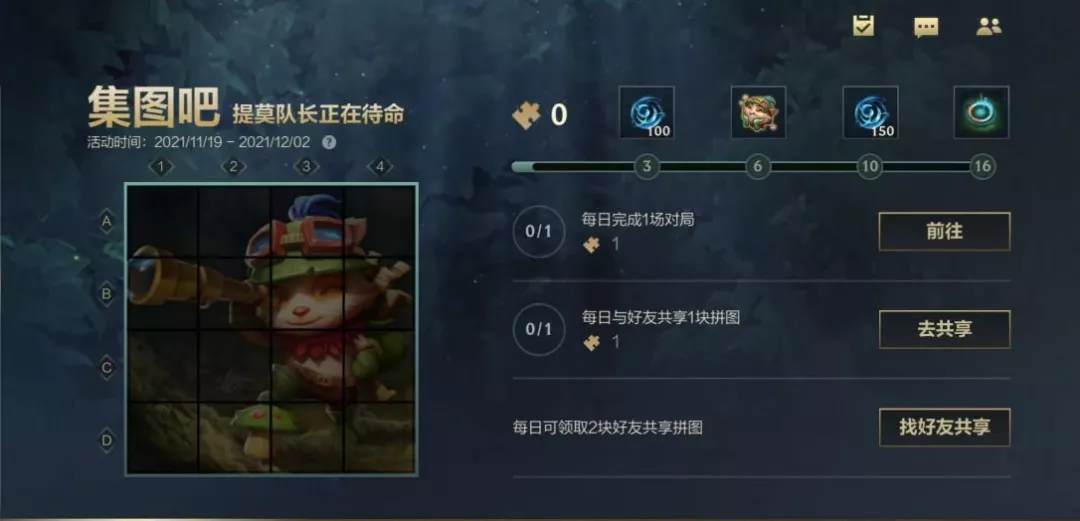 集图吧 提莫队长正在待命
活动时间：2021/11/19 - 2021/12/02 ?
1 2 3 4
A
B
C
D
0
100
150
3 6 10 16
0/1 每日完成1场对局 前往
1
0/1 每日与好友共享1块拼图 去共享
1
每日可领取2块好友共享拼图 找好友共享